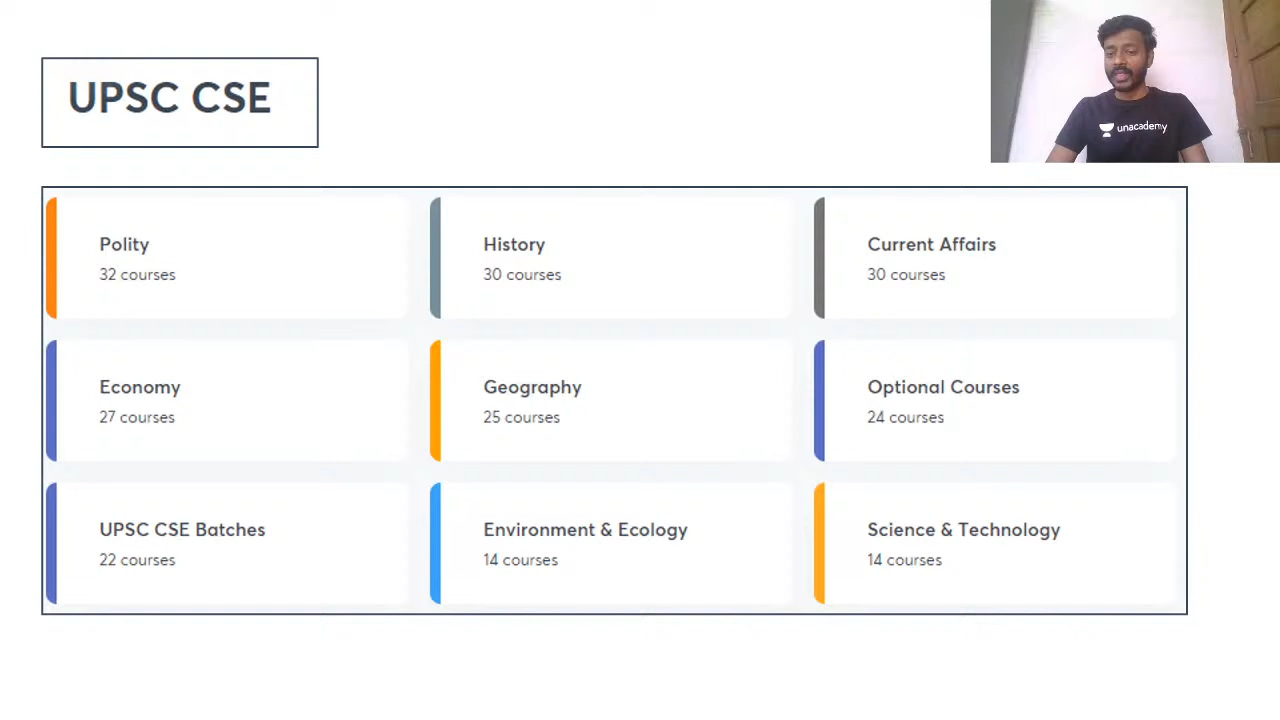 UPSC CSE
unacademy
Polity
32 courses
History
30 courses
Current Affairs
30 courses
Economy
27 courses
Geography
25 courses
Optional Courses
24 courses
UPSC CSE Batches
22 courses
Environment & Ecology
14 courses
Science & Technology
14 courses